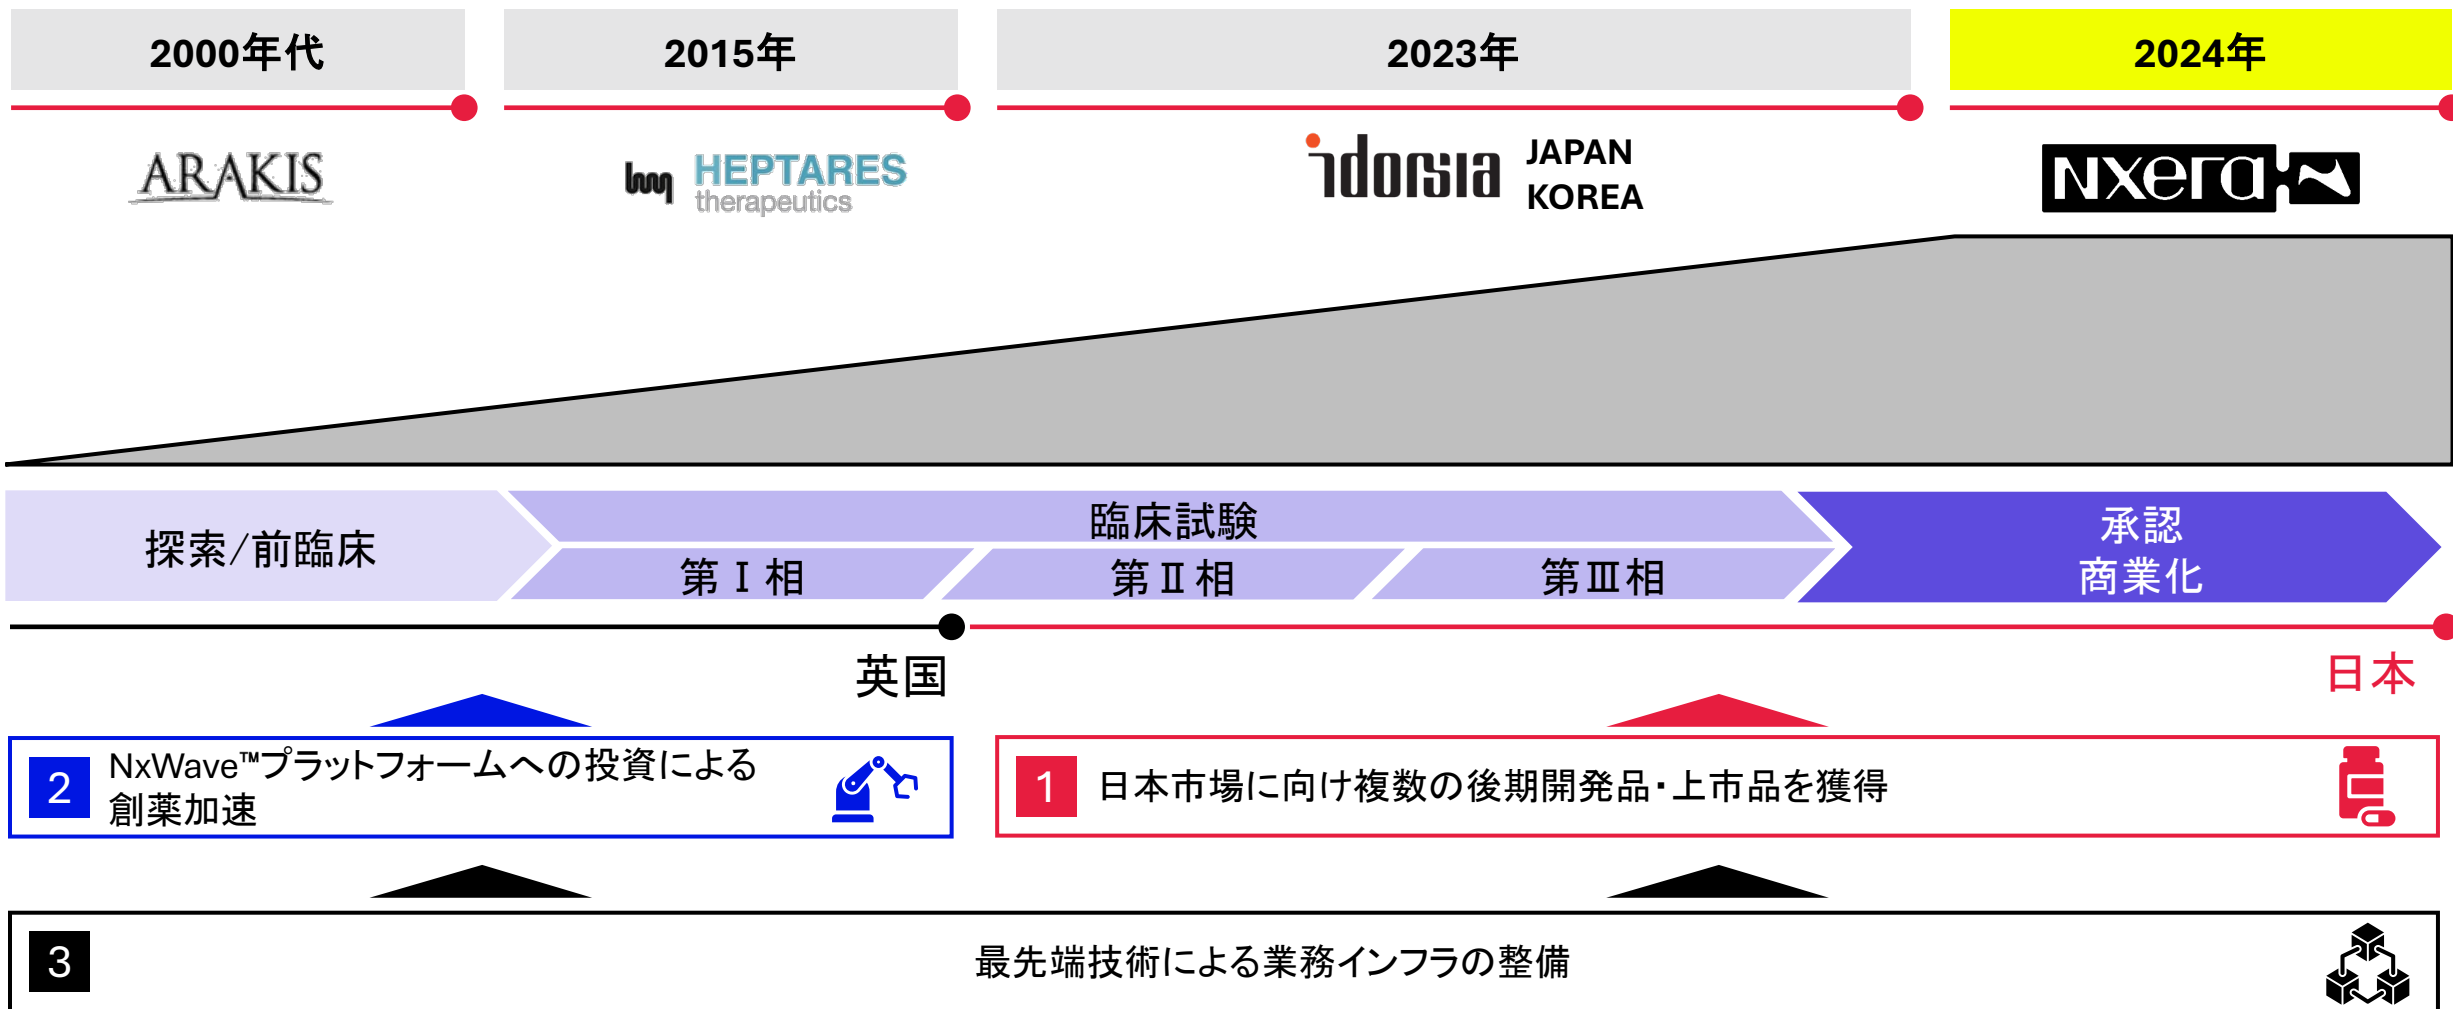 2000年代
2015年
2023年
2024年
ARAKIS
HEPTARES
therapeutics
idorsia
JAPAN
KOREA
Nxera
探索/前臨床
臨床試験
第Ⅰ相
第Ⅱ相
第Ⅲ相
承認
商業化
英国
日本
2
NxWave™プラットフォームへの投資による
創薬加速
1
日本市場に向け複数の後期開発品・上市品を獲得
3
最先端技術による業務インフラの整備